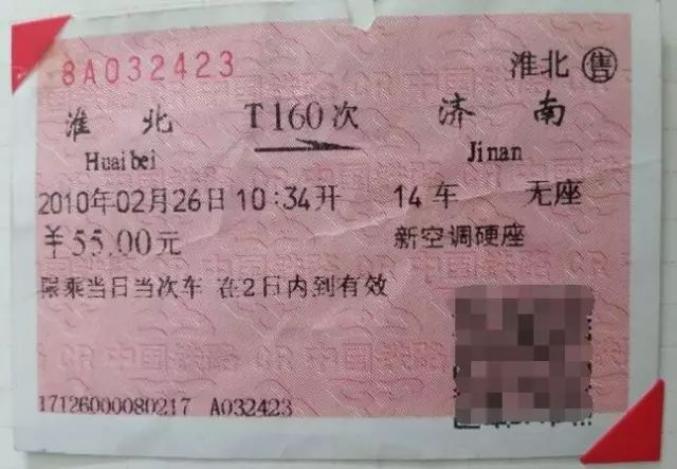 8A032423 淮北 售
淮北 T160次 济南
Huaibei Jinan
2010年02月26日10:34开 14车 无座
￥55.00元 新空调硬座
限乘当日当次车 在2日内到有效
17126000080217 A032423